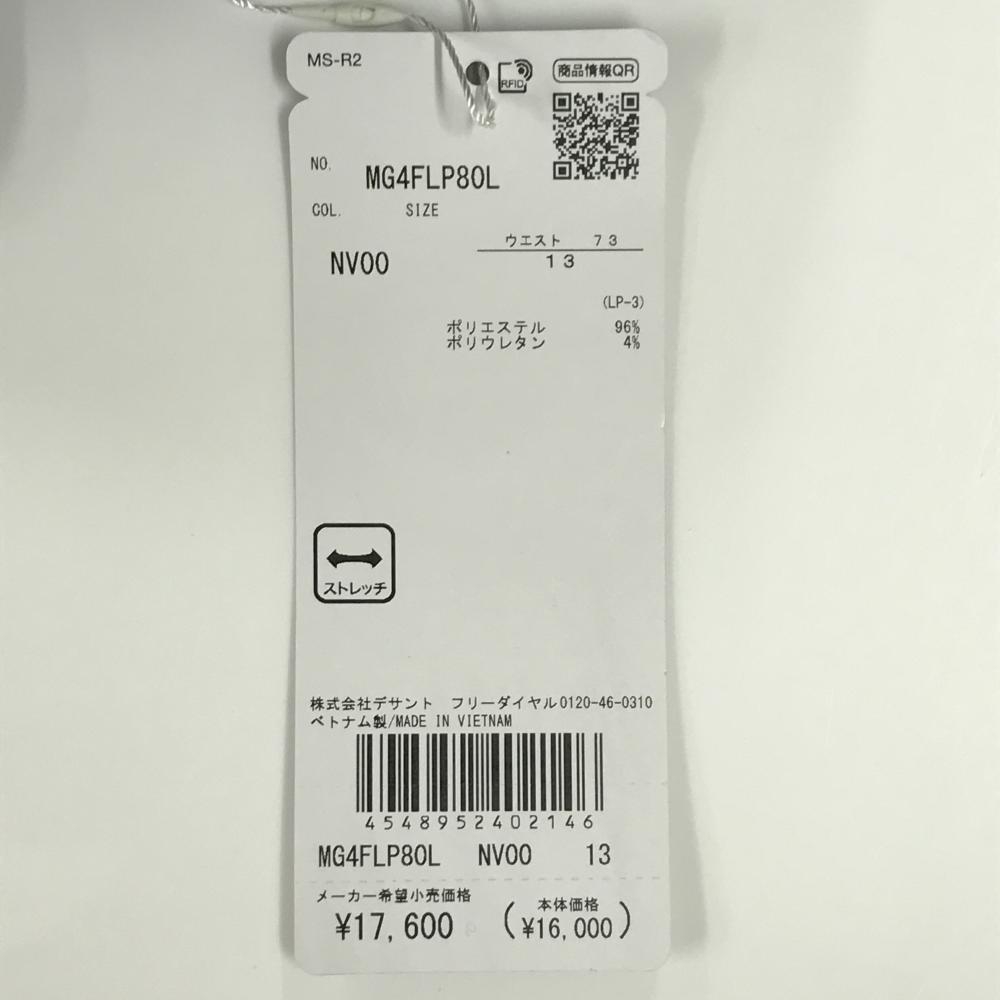 MS-R2
RFID
商品情報QR
NO. MG4FLP80L
COL. SIZE
ウエスト 73
NV00 13
(LP-3)
ポリエステル 96%
ポリウレタン 4%
ストレッチ
株式会社デサント フリーダイヤル0120-46-0310
ベトナム製/MADE IN VIETNAM
4548952402146
MG4FLP80L NV00 13
メーカー希望小売価格
¥17,600
(本体価格
¥16,000)